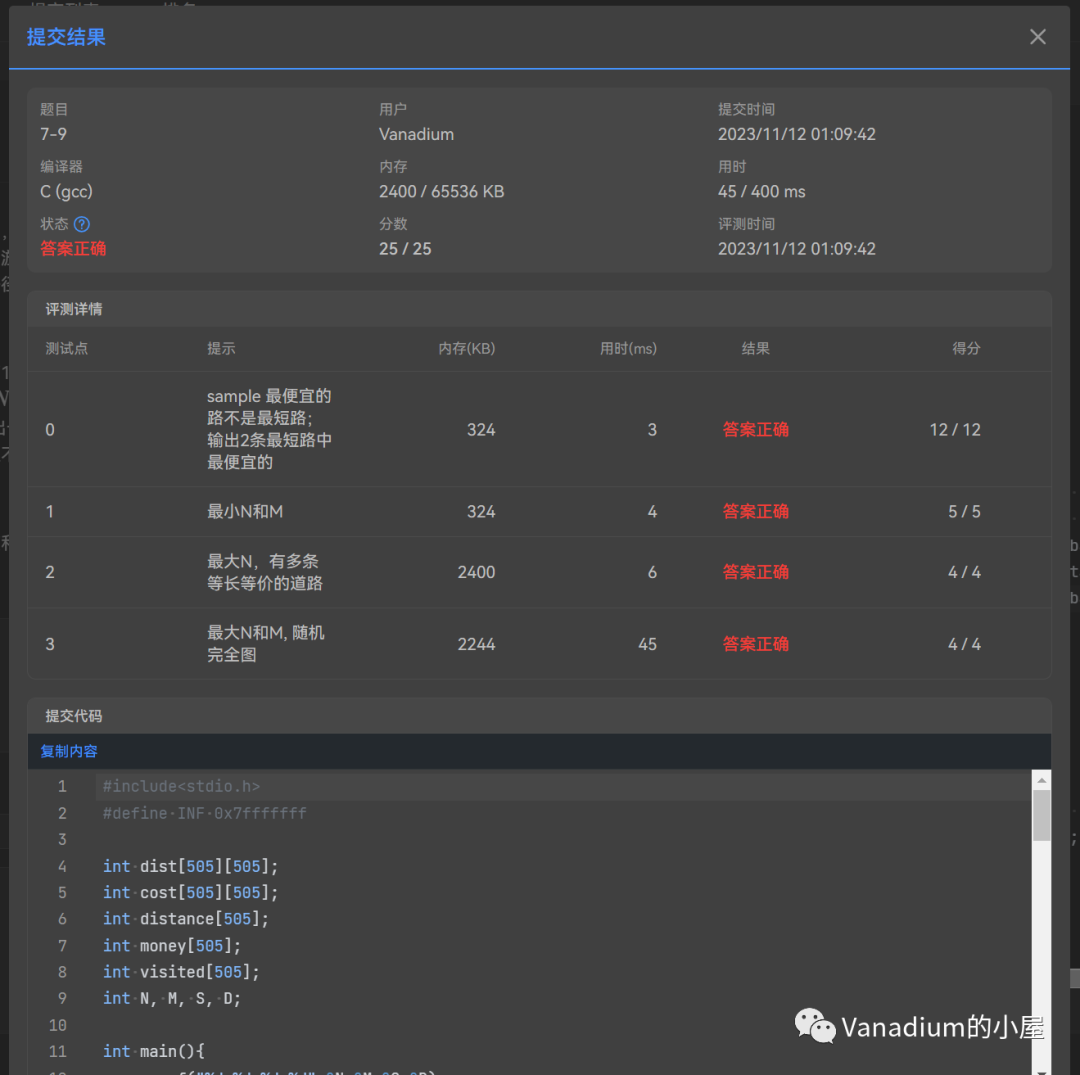 提交结果
题目 用户 提交时间
7-9 Vanadium 2023/11/12 01:09:42
编译器 内存 用时
C (gcc) 2400 / 65536 KB 45 / 400 ms
状态 ? 分数 评测时间
答案正确 25 / 25 2023/11/12 01:09:42
评测详情
测试点 提示 内存(KB) 用时(ms) 结果 得分
sample 最便宜的
路不是最短路;
0 324 3 答案正确 12 / 12
输出2条最短路中
最便宜的
1 最小N和M 324 4 答案正确 5 / 5
最大N，有多条
2 2400 6 答案正确 4 / 4
等长等价的道路
最大N和M, 随机
3 2244 45 答案正确 4 / 4
完全图
提交代码
复制内容
1 #include<stdio.h>
2 #define·INF·0x7fffffff
3
4 int·dist[505][505];
5 int·cost[505][505];
6 int·distance[505];
7 int·money[505];
8 int·visited[505];
9 int·N,·M,·S,·D;
10
11 int·main(){
Vanadium的小屋